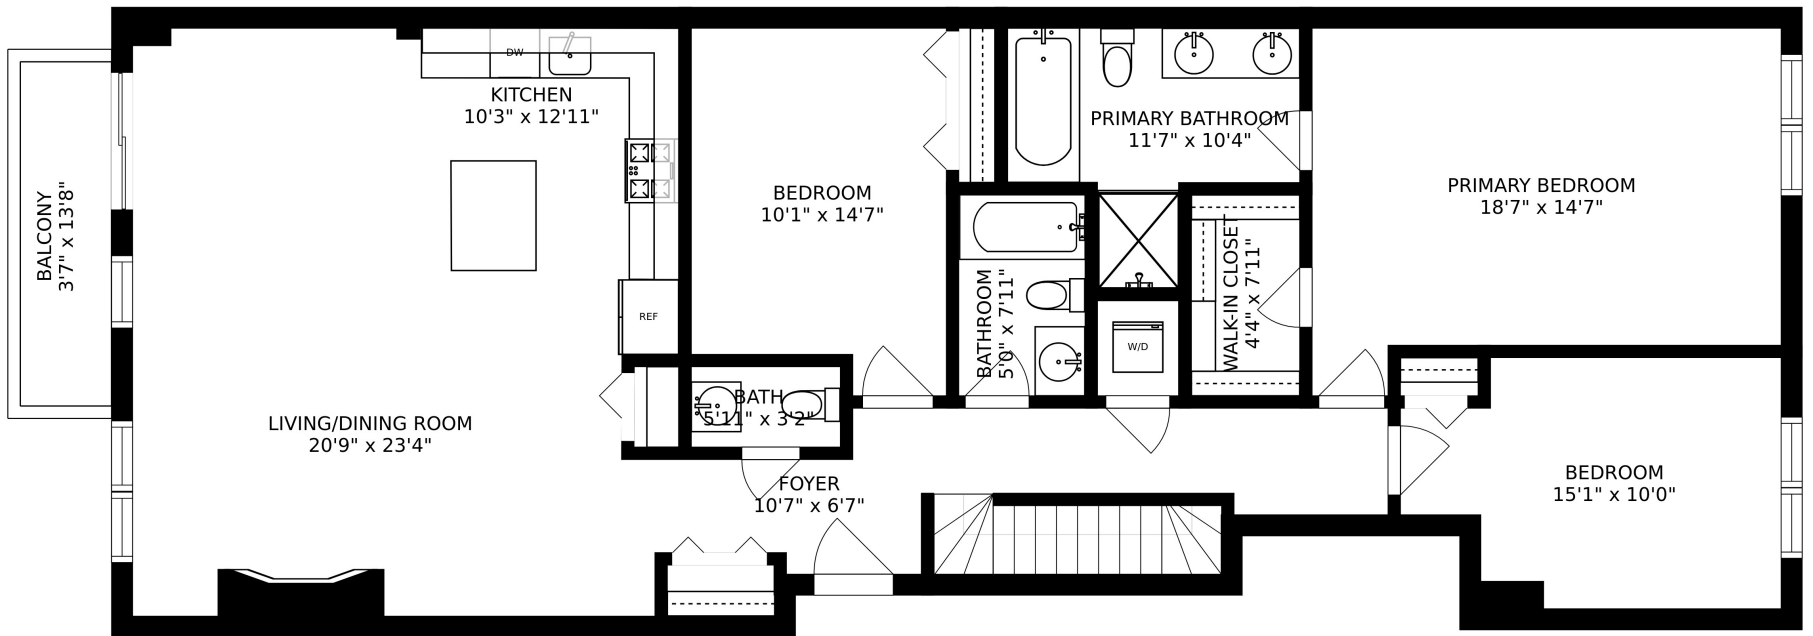 DW
KITCHEN
10'3" x 12'11"
PRIMARY BATHROOM
11'7" x 10'4"
PRIMARY BEDROOM
18'7" x 14'7"
BEDROOM
10'1" x 14'7"
BALCONY
3'7" x 13'8"
WALK-IN CLOSET
4'4" x 7'11"
BATHROOM
5'0" x 7'11"
REF
W/D
BATH
5'11" x 3'2"
LIVING/DINING ROOM
20'9" x 23'4"
FOYER
10'7" x 6'7"
BEDROOM
15'1" x 10'0"